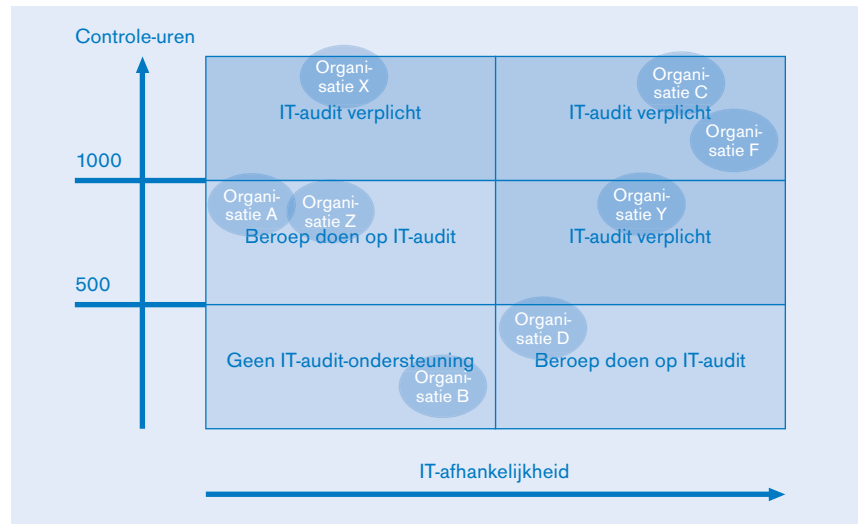 Controle-uren
Organi-
satie X
IT-audit verplicht
Organi-
satie C
IT-audit verplicht
Organi-
satie F
1000
Organi-
satie A
Organi-
satie Z
Beroep doen op IT-audit
Organi-
satie Y
IT-audit verplicht
500
Organi-
satie D
Geen IT-audit-ondersteuning
Organi-
satie B
Beroep doen op IT-audit
IT-afhankelijkheid